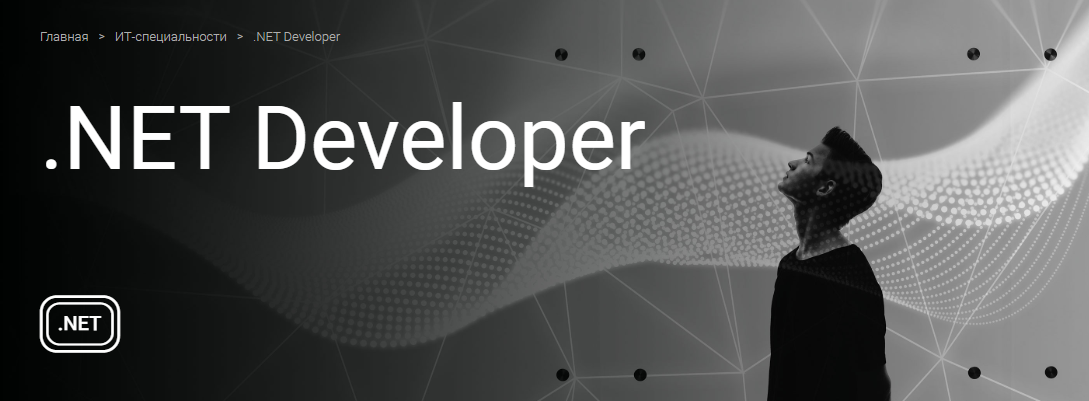 Главная > ИТ-специальности > .NET Developer
.NET Developer
.NET